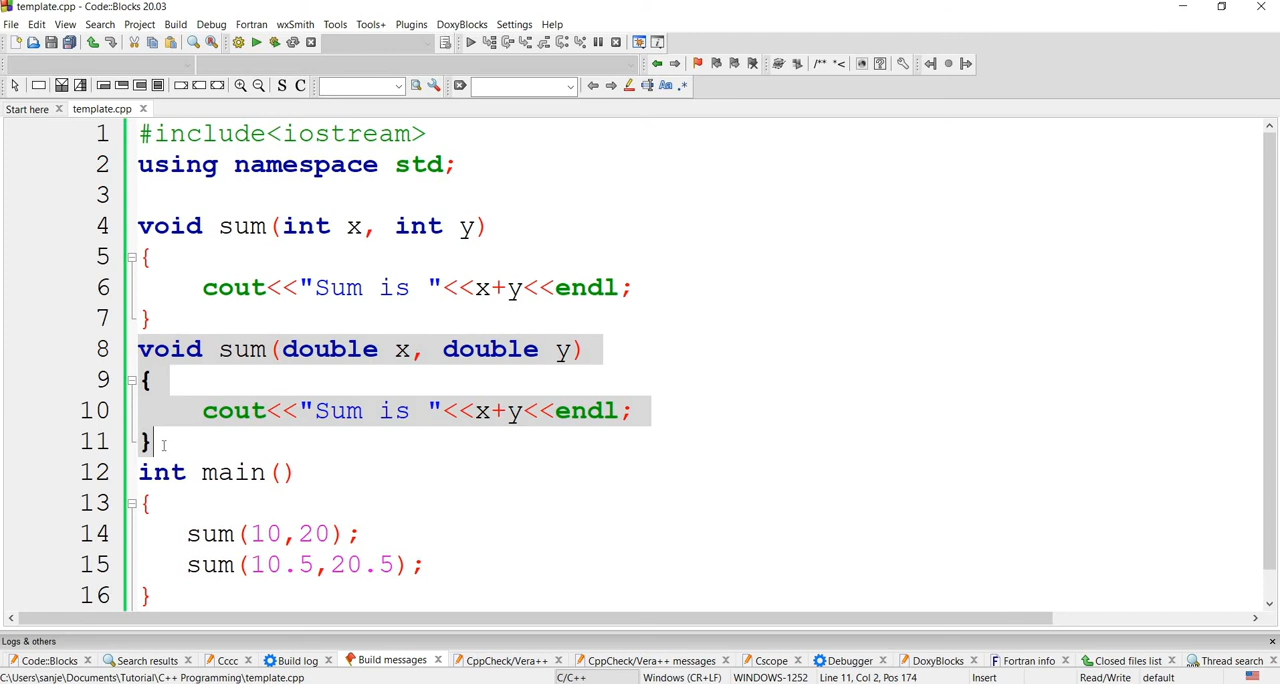 template.cpp - Code::Blocks 20.03
File Edit View Search Project Build Debug Fortran wxSmith Tools Tools+ Plugins DoxyBlocks Settings Help
/** *<
S C
Aa .*
Start here template.cpp
1 #include<iostream>
2 using namespace std;
3
4 void sum(int x, int y)
5 {
6 cout<<"Sum is "<<x+y<<endl;
7 }
8 void sum(double x, double y)
9 {
10 cout<<"Sum is "<<x+y<<endl;
11 }
12 int main()
13 {
14 sum(10,20);
15 sum(10.5,20.5);
16 }
Logs & others
Code::Blocks Search results Cccc Build log Build messages CppCheck/Vera++ CppCheck/Vera++ messages Cscope Debugger DoxyBlocks Fortran info Closed files list Thread search
C:\Users\sanje\Documents\Tutorial\C++ Programming\template.cpp C/C++ Windows (CR+LF) WINDOWS-1252 Line 11, Col 2, Pos 174 Insert Read/Write default